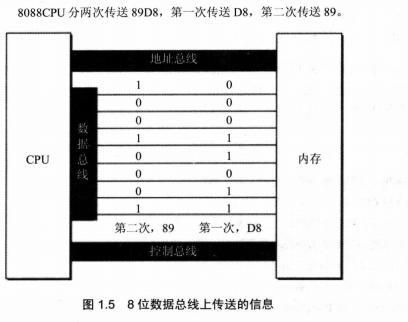 8088CPU 分两次传送 89D8，第一次传送 D8，第二次传送 89。
地址总线
1 0
0 0
0 0
1 1
0 1
0 0
0 1
1 1
数据总线
CPU
内存
第二次，89 第一次，D8
控制总线
图 1.5 8 位数据总线上传送的信息